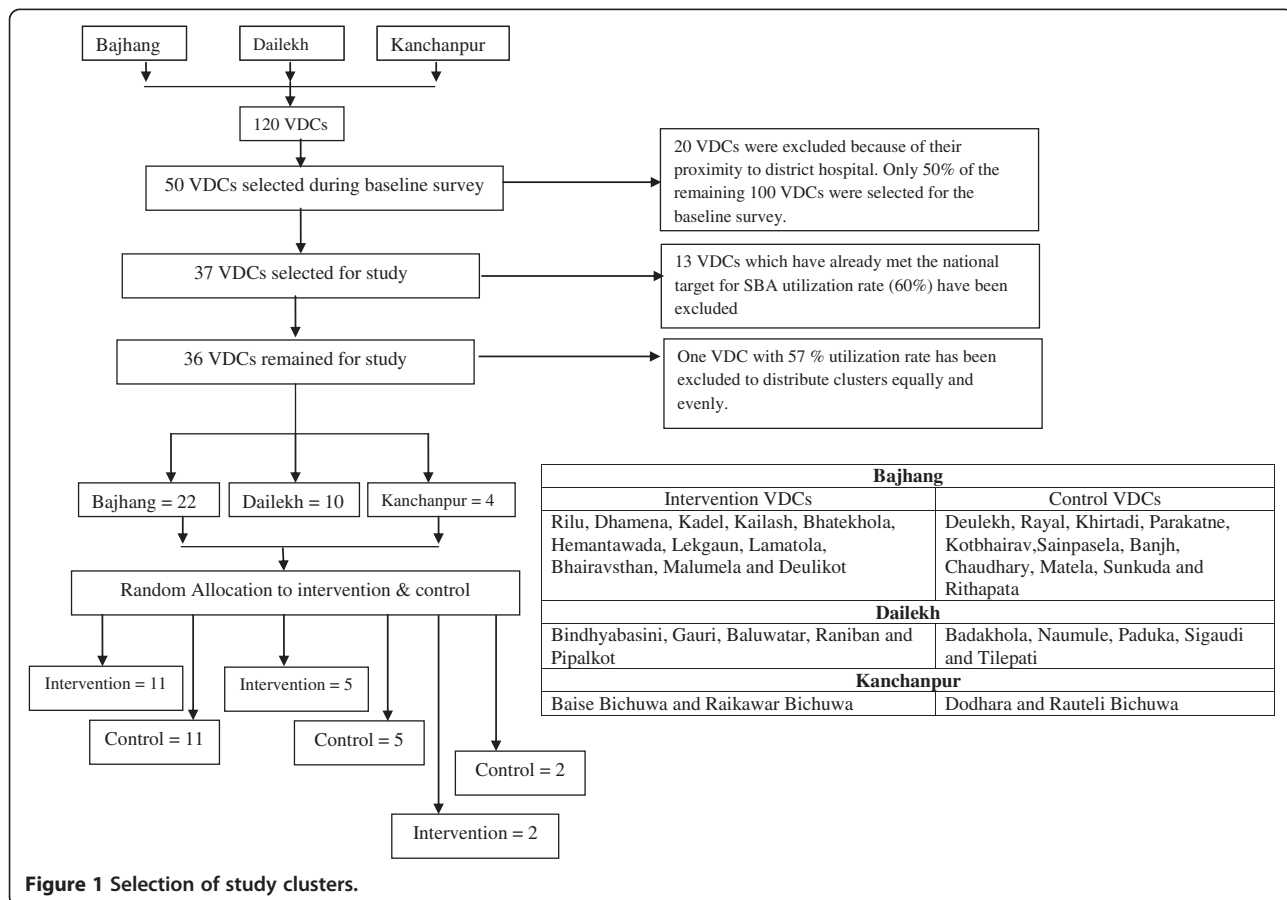 Bajhang
Dailekh
Kanchanpur
120 VDCs
50 VDCs selected during baseline survey
20 VDCs were excluded because of their
proximity to district hospital. Only 50% of the
remaining 100 VDCs were selected for the
baseline survey.
37 VDCs selected for study
13 VDCs which have already met the national
target for SBA utilization rate (60%) have been
excluded
36 VDCs remained for study
One VDC with 57 % utilization rate has been
excluded to distribute clusters equally and
evenly.
Bajhang = 22
Dailekh = 10
Kanchanpur = 4
Random Allocation to intervention & control
Intervention = 11
Intervention = 5
Control = 11
Control = 5
Control = 2
Intervention = 2
Bajhang
Intervention VDCs
Control VDCs
Rilu, Dhamena, Kadel, Kailash, Bhatekhola,
Hemantawada, Lekgaun, Lamatola,
Bhairavsthan, Malumela and Deulikot
Deulekh, Rayal, Khirtadi, Parakatne,
Kotbhairav,Sainpasela, Banjh,
Chaudhary, Matela, Sunkuda and
Rithapata
Dailekh
Bindhyabasini, Gauri, Baluwatar, Raniban and
Pipalkot
Badakhola, Naumule, Paduka, Sigaudi
and Tilepati
Kanchanpur
Baise Bichuwa and Raikawar Bichuwa
Dodhara and Rauteli Bichuwa
Figure 1 Selection of study clusters.